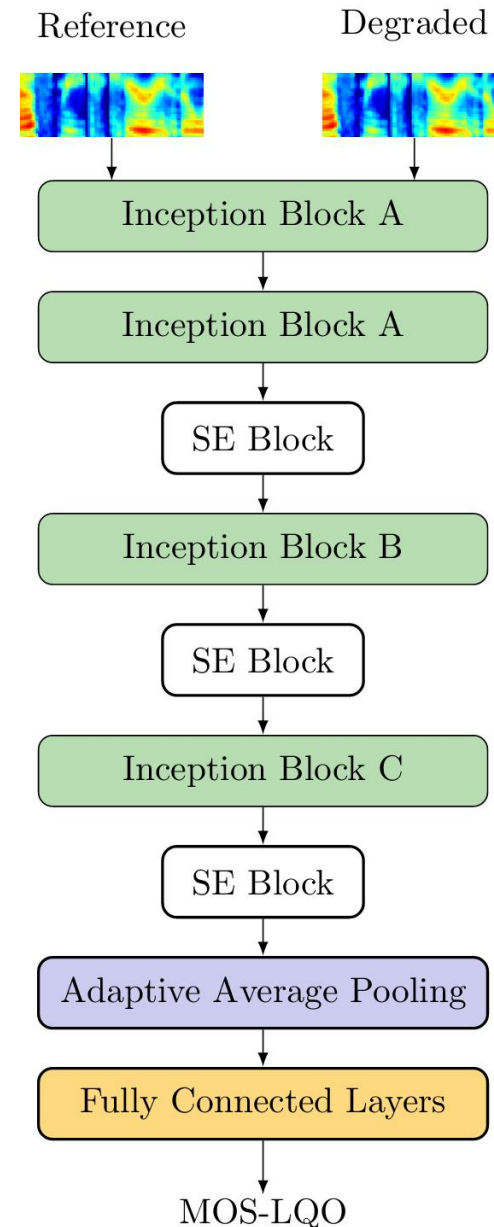 Reference
Degraded
Inception Block A
Inception Block A
SE Block
Inception Block B
SE Block
Inception Block C
SE Block
Adaptive Average Pooling
Fully Connected Layers
MOS-LQO